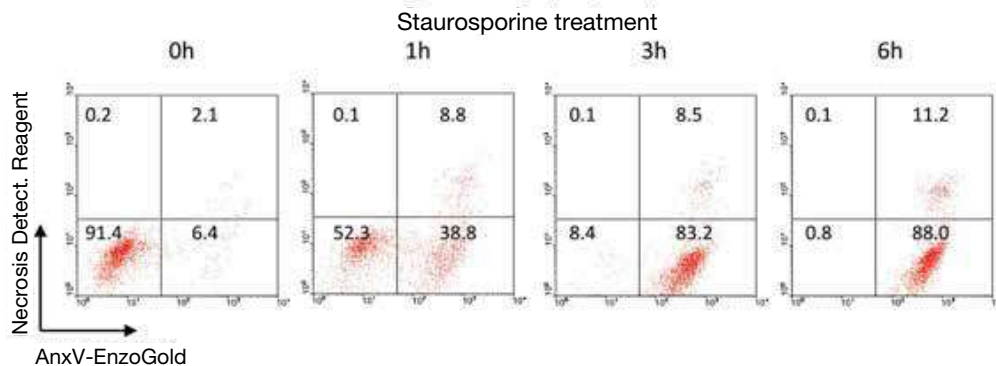 Staurosporine treatment
0h 1h 3h 6h
0.2 2.1 0.1 8.8 0.1 8.5 0.1 11.2
91.4 6.4 52.3 38.8 8.4 83.2 0.8 88.0
Necrosis Detect. Reagent
AnxV-EnzoGold